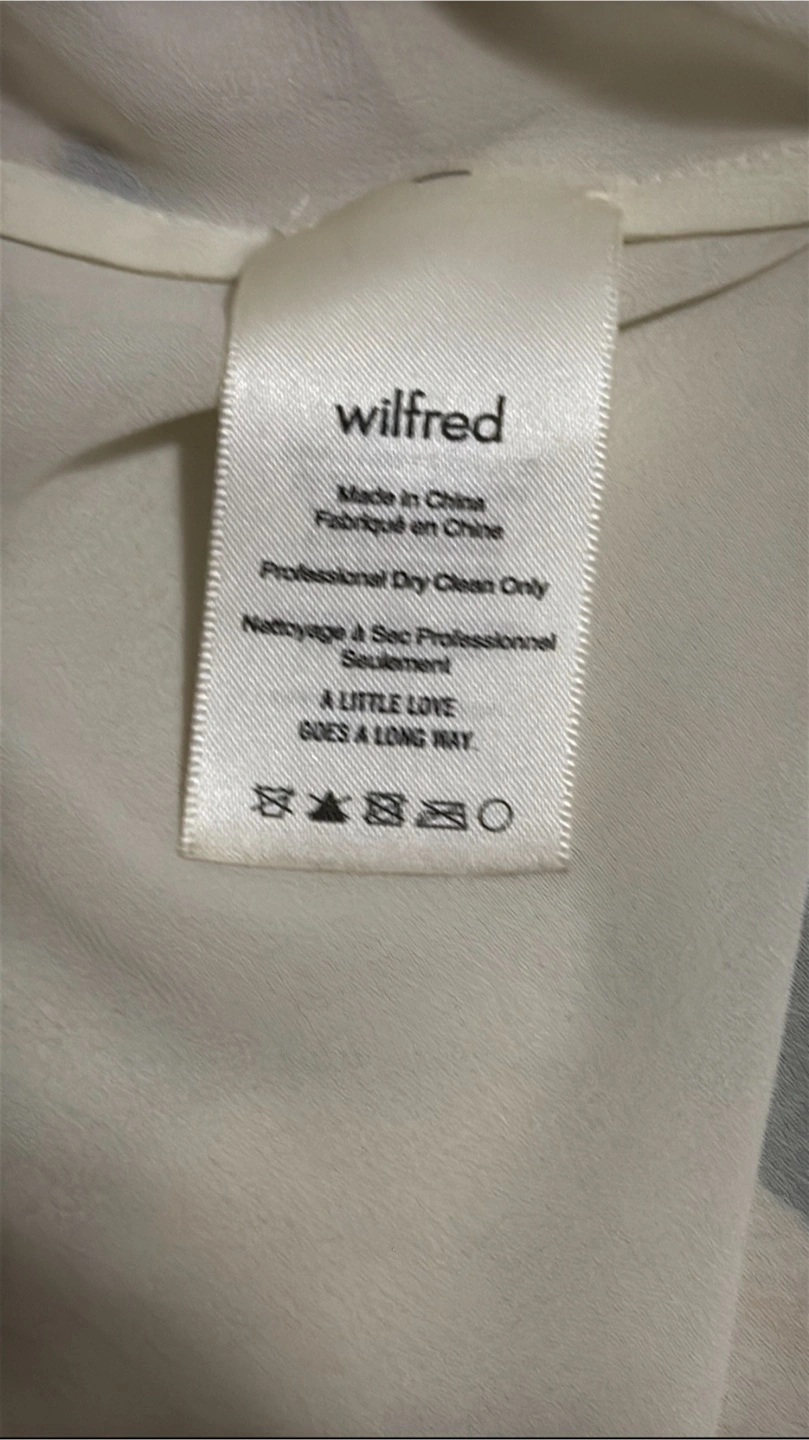 wilfred
Made in China
Fabriqué en Chine
Professional Dry Clean Only
Nettoyage à Sec Professionnel
Seulement
A LITTLE LOVE
GOES A LONG WAY.